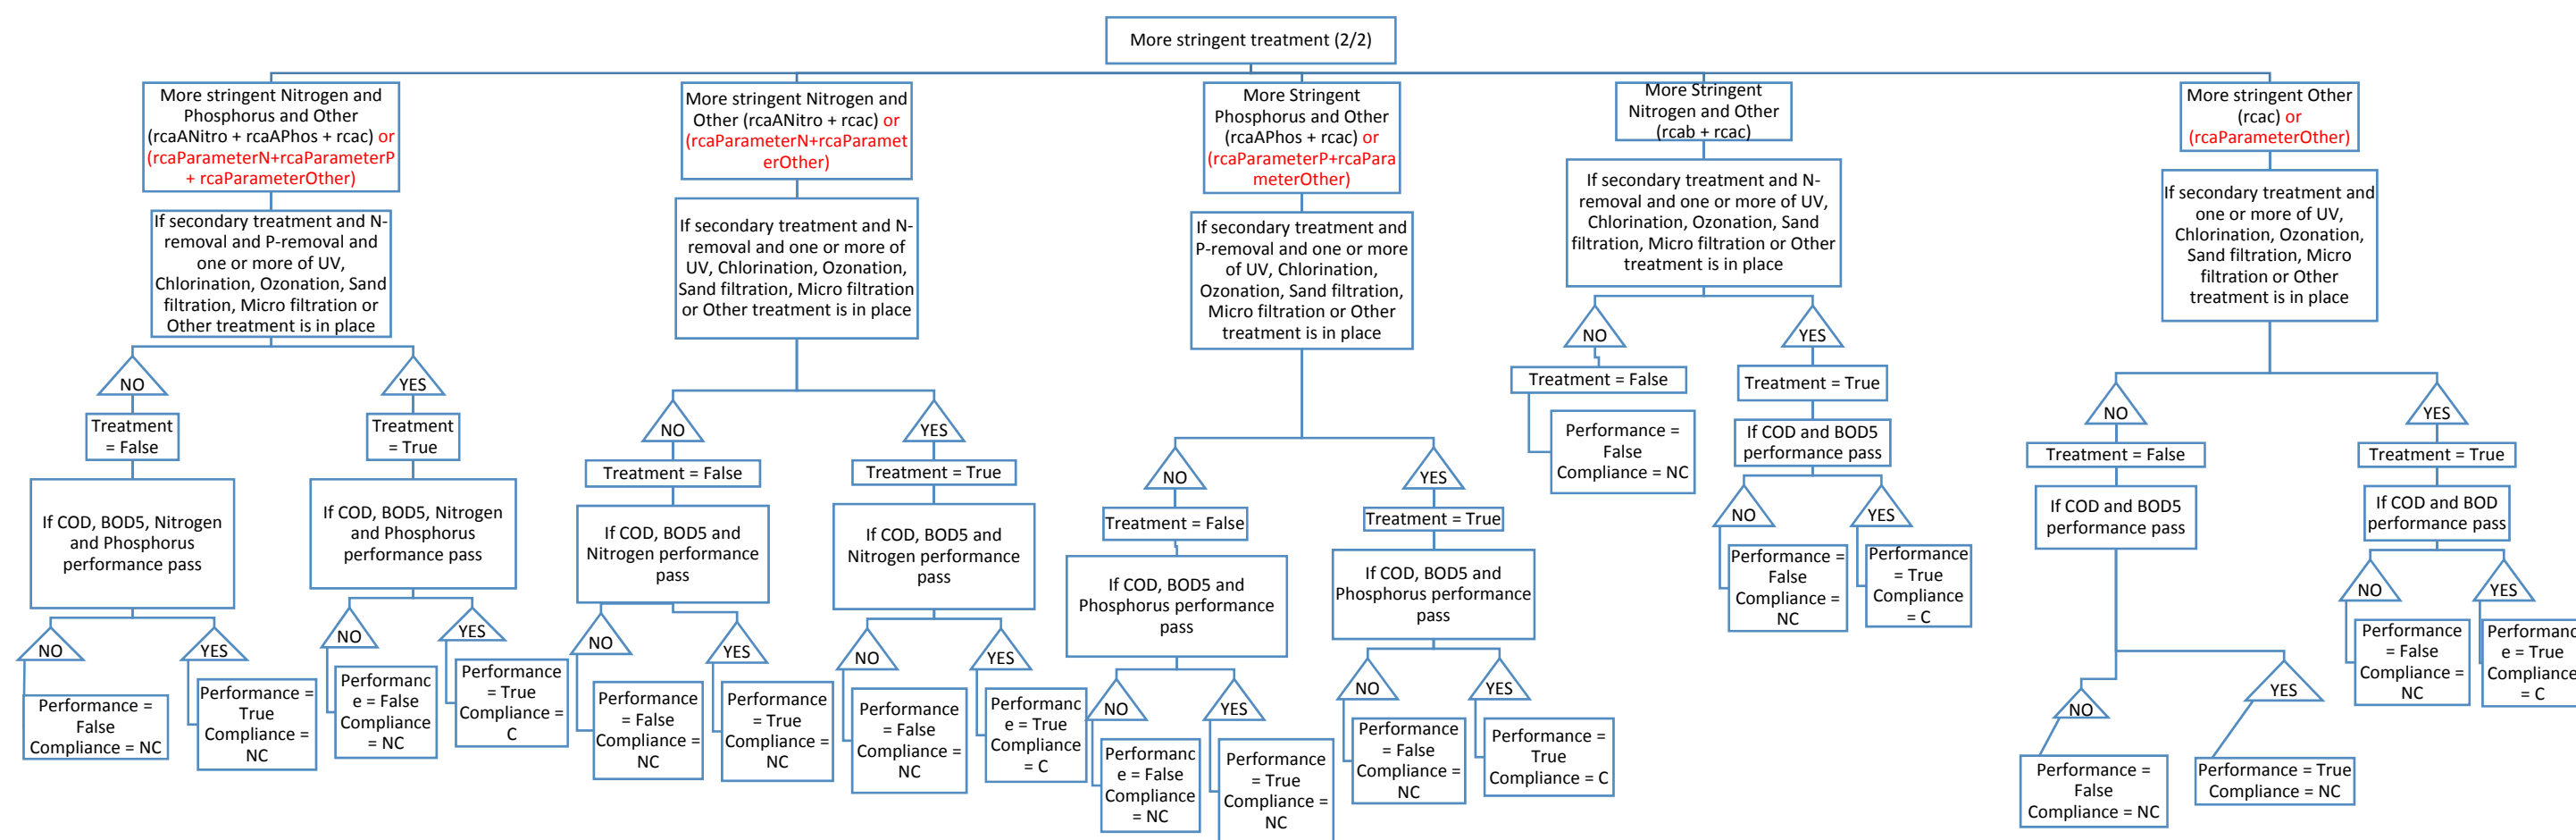 More stringent treatment (2/2)
More stringent Nitrogen and
Phosphorus and Other
(rcaANitro + rcaAPhos + rcac) or
(rcaParameterN+rcaParameterP
+ rcaParameterOther)
If secondary treatment and N-
removal and P-removal and
one or more of UV,
Chlorination, Ozonation, Sand
filtration, Micro filtration or
Other treatment is in place
NO
Treatment
= False
If COD, BOD5, Nitrogen
and Phosphorus
performance pass
NO
Performance =
False
Compliance = NC
YES
Performance =
True
Compliance =
NC
YES
Treatment
= True
If COD, BOD5, Nitrogen
and Phosphorus
performance pass
NO
Performanc
e = False
Compliance
= NC
YES
Performance
= True
Compliance =
C
More stringent Nitrogen and
Other (rcaANitro + rcac) or
(rcaParameterN+rcaParamet
erOther)
If secondary treatment and N-
removal and one or more of
UV, Chlorination, Ozonation,
Sand filtration, Micro filtration
or Other treatment is in place
NO
Treatment = False
If COD, BOD5 and
Nitrogen performance
pass
NO
Performance
= False
Compliance =
NC
YES
Performance
= True
Compliance =
NC
YES
Treatment = True
If COD, BOD5 and
Nitrogen performance
pass
NO
Performance
= False
Compliance =
NC
YES
Performanc
e = True
Compliance
= C
More Stringent
Phosphorus and Other
(rcaAPhos + rcac) or
(rcaParameterP+rcaPara
meterOther)
If secondary treatment and
P-removal and one or more
of UV, Chlorination,
Ozonation, Sand filtration,
Micro filtration or Other
treatment is in place
NO
Treatment = False
If COD, BOD5 and
Phosphorus performance
pass
NO
Performanc
e = False
Compliance
= NC
YES
Performance
= True
Compliance =
NC
YES
Treatment = True
If COD, BOD5 and
Phosphorus performance
pass
NO
Performance
= False
Compliance =
NC
YES
Performance =
True
Compliance = C
More Stringent
Nitrogen and Other
(rcab + rcac)
If secondary treatment and N-
removal and one or more of UV,
Chlorination, Ozonation, Sand
filtration, Micro filtration or Other
treatment is in place
NO
Treatment = False
Performance =
False
Compliance = NC
YES
Treatment = True
If COD and BOD5
performance pass
NO
Performance =
False
Compliance =
NC
YES
Performance
= True
Compliance
= C
More stringent Other
(rcac) or
(rcaParameterOther)
If secondary treatment and
one or more of UV,
Chlorination, Ozonation,
Sand filtration, Micro
filtration or Other
treatment is in place
NO
Treatment = False
If COD and BOD5
performance pass
NO
Performance =
False
Compliance = NC
YES
Performance = True
Compliance = NC
YES
Treatment = True
If COD and BOD
performance pass
NO
Performance
= False
Compliance =
NC
YES
Performanc
e = True
Compliance
= C